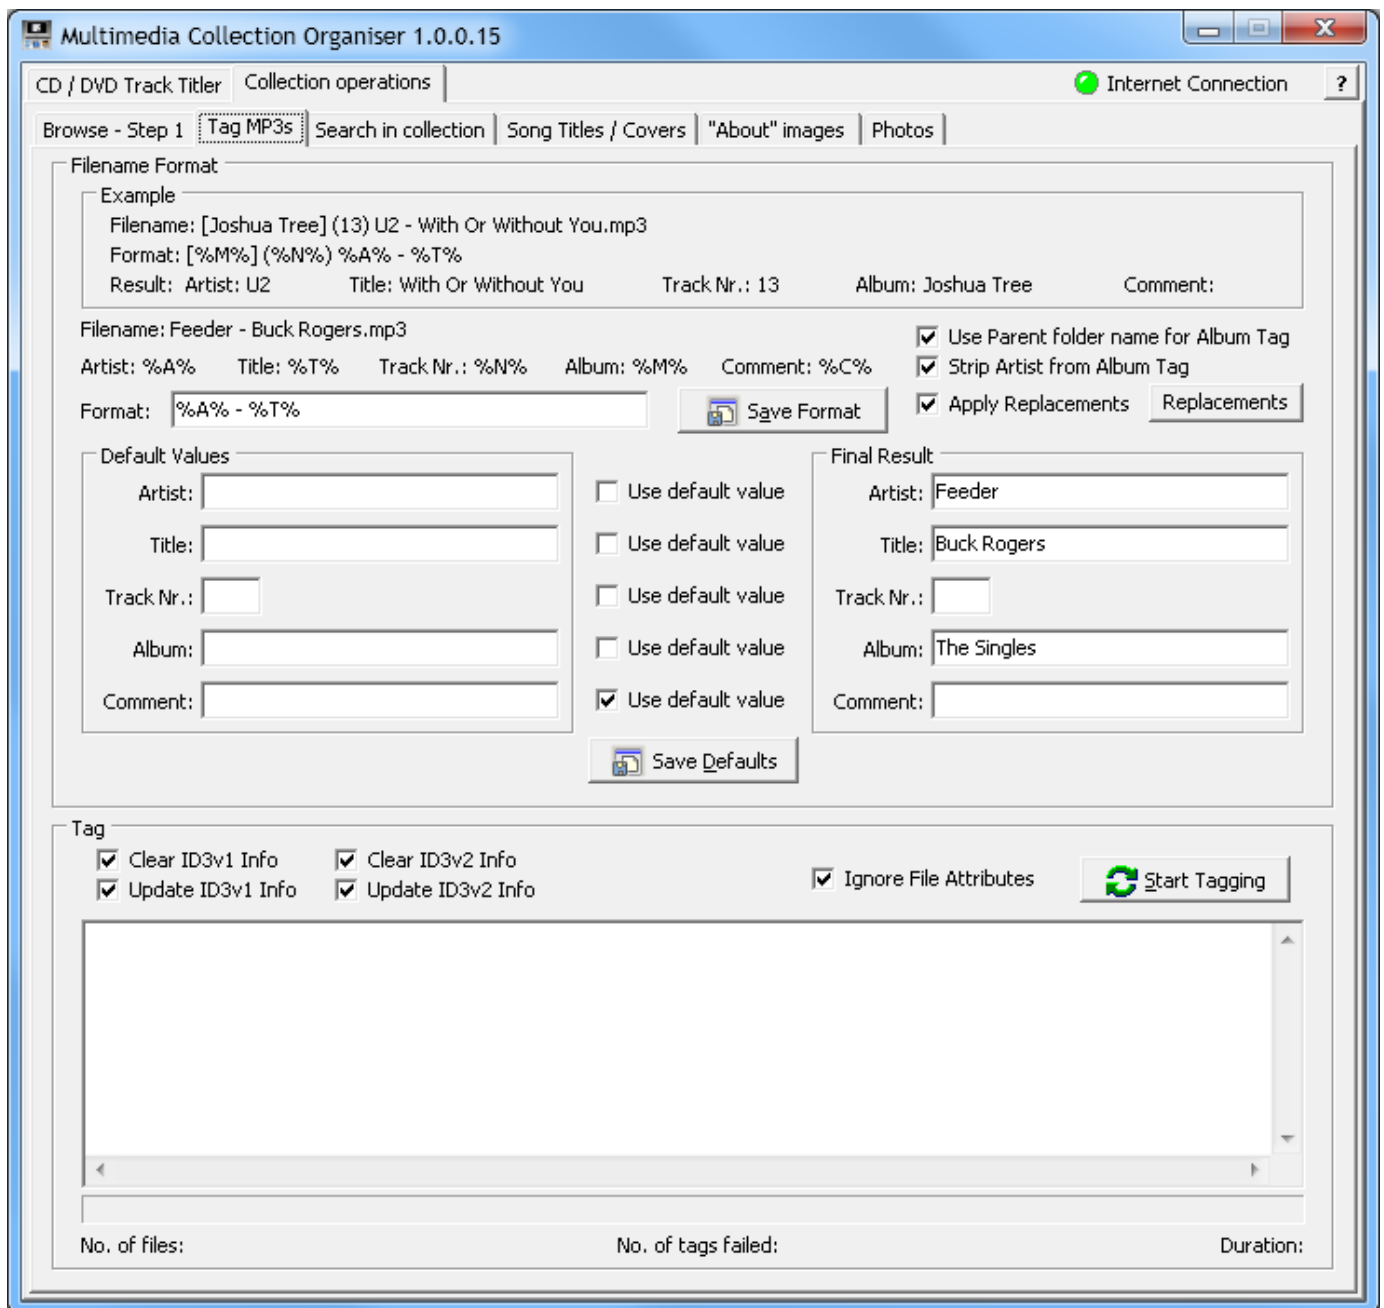 Multimedia Collection Organiser 1.0.0.15
CD / DVD Track Titler Collection operations Internet Connection ?
Browse - Step 1 Tag MP3s Search in collection Song Titles / Covers "About" images Photos
Filename Format
Example
Filename: [Joshua Tree] (13) U2 - With Or Without You.mp3
Format: [%M%] (%N%) %A% - %T%
Result: Artist: U2 Title: With Or Without You Track Nr.: 13 Album: Joshua Tree Comment:
Filename: Feeder - Buck Rogers.mp3
Use Parent folder name for Album Tag
Artist: %A% Title: %T% Track Nr.: %N% Album: %M% Comment: %C% Strip Artist from Album Tag
Format: %A% - %T% Save Format Apply Replacements Replacements
Default Values Final Result
Artist: Use default value Artist: Feeder
Title: Use default value Title: Buck Rogers
Track Nr.: Use default value Track Nr.:
Album: Use default value Album: The Singles
Comment: Use default value Comment:
Save Defaults
Tag
Clear ID3v1 Info Clear ID3v2 Info
Update ID3v1 Info Update ID3v2 Info Ignore File Attributes Start Tagging
No. of files: No. of tags failed: Duration: